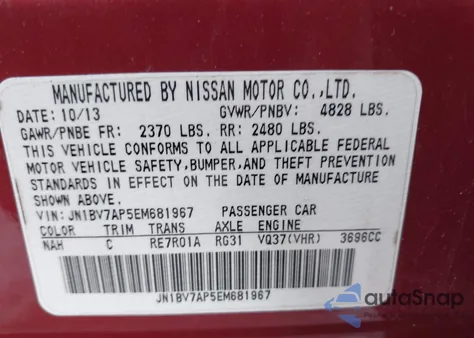 MANUFACTURED BY NISSAN MOTOR CO.,LTD.
DATE: 10/13 GVWR/PNBV: 4828 LBS.
GAWR/PNBE FR: 2370 LBS. RR: 2480 LBS.
THIS VEHICLE CONFORMS TO ALL APPLICABLE FEDERAL
MOTOR VEHICLE SAFETY, BUMPER, AND THEFT PREVENTION
STANDARDS IN EFFECT ON THE DATE OF MANUFACTURE
SHOWN ABOVE.
VIN: JN1BV7AP5EM681967 PASSENGER CAR
COLOR TRIM TRANS AXLE ENGINE
NAH C RE7R01A RG31 VQ37(VHR) 3696CC
JN1BV7AP5EM681967
autaSnap